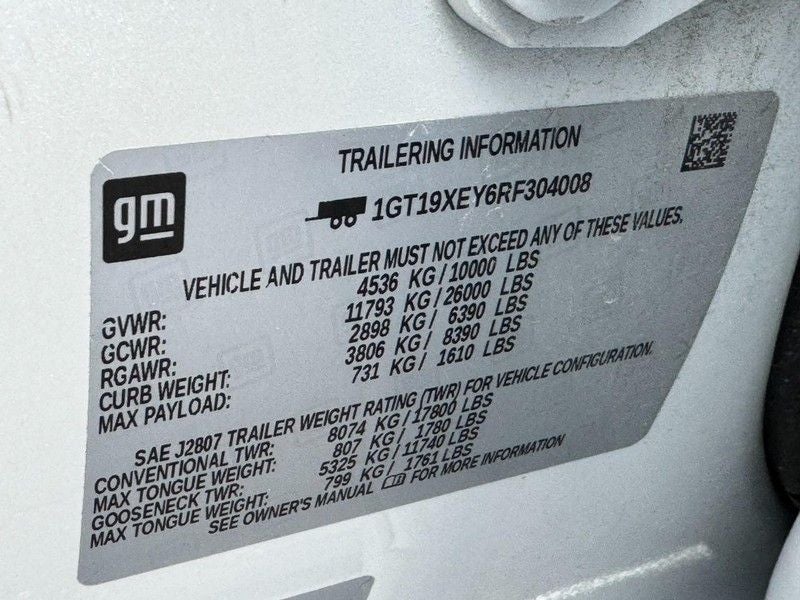 TRAILERING INFORMATION
gm
1GT19XEY6RF304008
VEHICLE AND TRAILER MUST NOT EXCEED ANY OF THESE VALUES.
GVWR: 4536 KG / 10000 LBS
GCWR: 11793 KG / 26000 LBS
RGAWR: 2898 KG / 6390 LBS
CURB WEIGHT: 3806 KG / 8390 LBS
MAX PAYLOAD: 731 KG / 1610 LBS
SAE J2807 TRAILER WEIGHT RATING (TWR) FOR VEHICLE CONFIGURATION.
CONVENTIONAL TWR: 8074 KG / 17800 LBS
MAX TONGUE WEIGHT: 807 KG / 1780 LBS
GOOSENECK TWR: 5325 KG / 11740 LBS
MAX TONGUE WEIGHT: 799 KG / 1761 LBS
SEE OWNER'S MANUAL FOR MORE INFORMATION